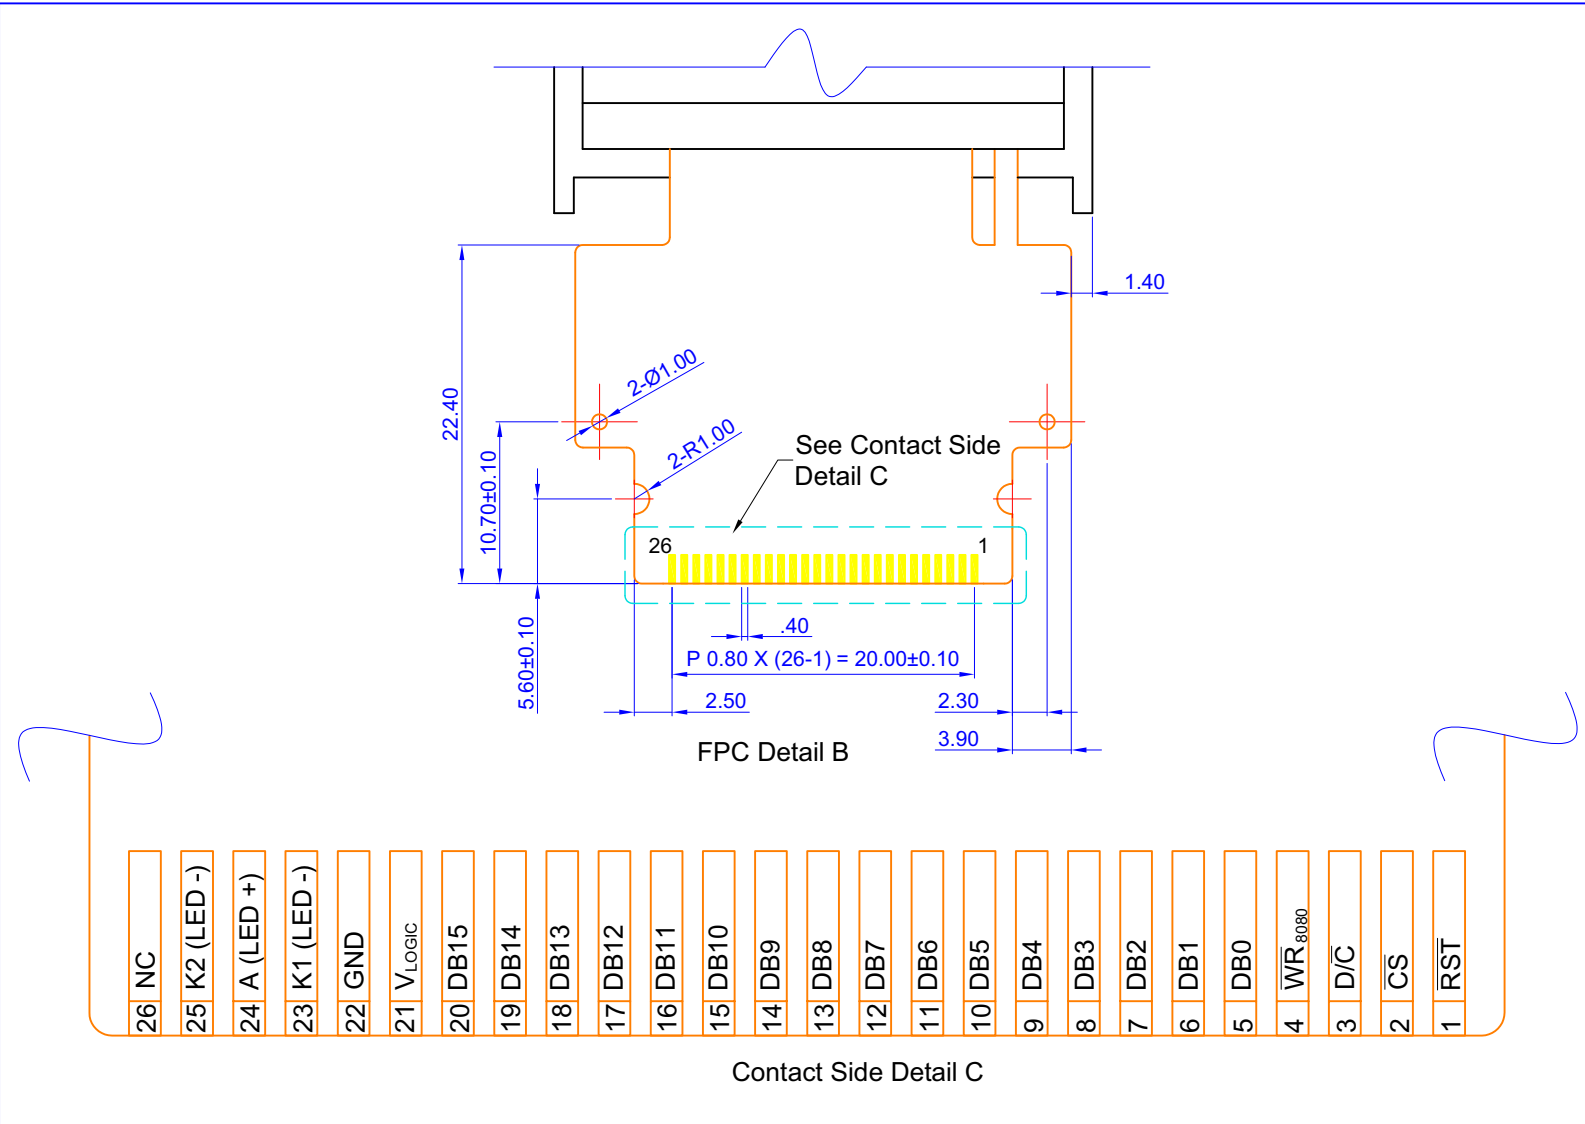 1.40
22.40
2-Ø1.00
10.70±0.10
2-R1.00
See Contact Side
Detail C
26
1
5.60±0.10
.40
P 0.80 X (26-1) = 20.00±0.10
2.50
2.30
3.90
FPC Detail B
26 NC
25 K2 (LED -)
24 A (LED +)
23 K1 (LED -)
22 GND
21 VLOGIC
20 DB15
19 DB14
18 DB13
17 DB12
16 DB11
15 DB10
14 DB9
13 DB8
12 DB7
11 DB6
10 DB5
9 DB4
8 DB3
7 DB2
6 DB1
5 DB0
4 W̅R̅8080
3 D/C̅
2 C̅S̅
1 R̅S̅T̅
Contact Side Detail C